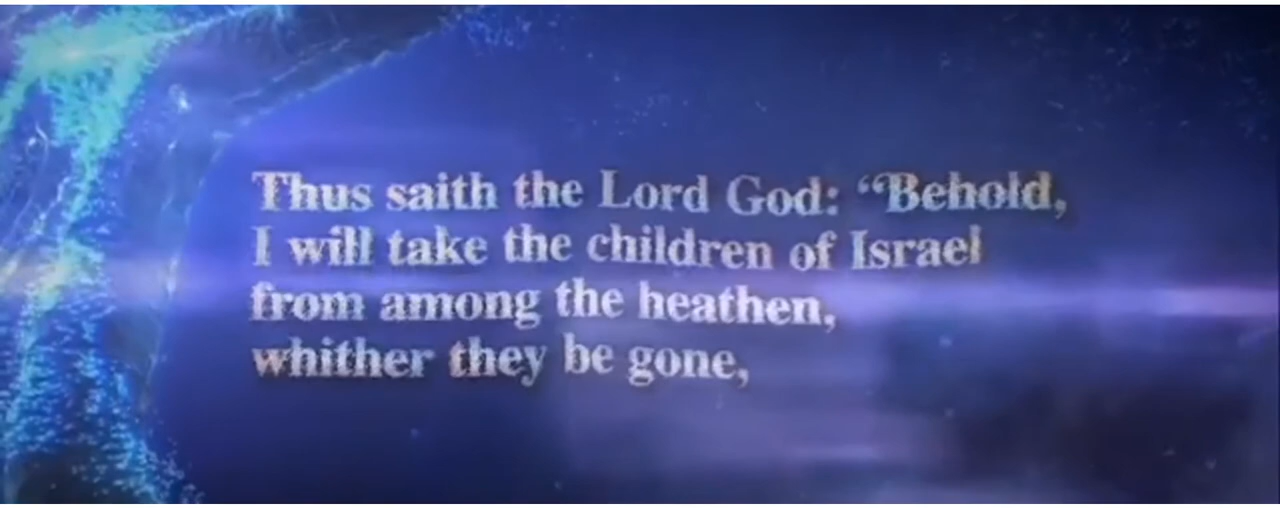 Thus saith the Lord God: “Behold,
I will take the children of Israel
from among the heathen,
whither they be gone,